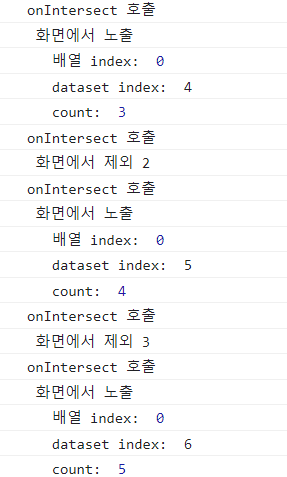 onIntersect 호출
화면에서 노출
배열 index:  0
dataset index:  4
count:  3
onIntersect 호출
화면에서 제외 2
onIntersect 호출
화면에서 노출
배열 index:  0
dataset index:  5
count:  4
onIntersect 호출
화면에서 제외 3
onIntersect 호출
화면에서 노출
배열 index:  0
dataset index:  6
count:  5